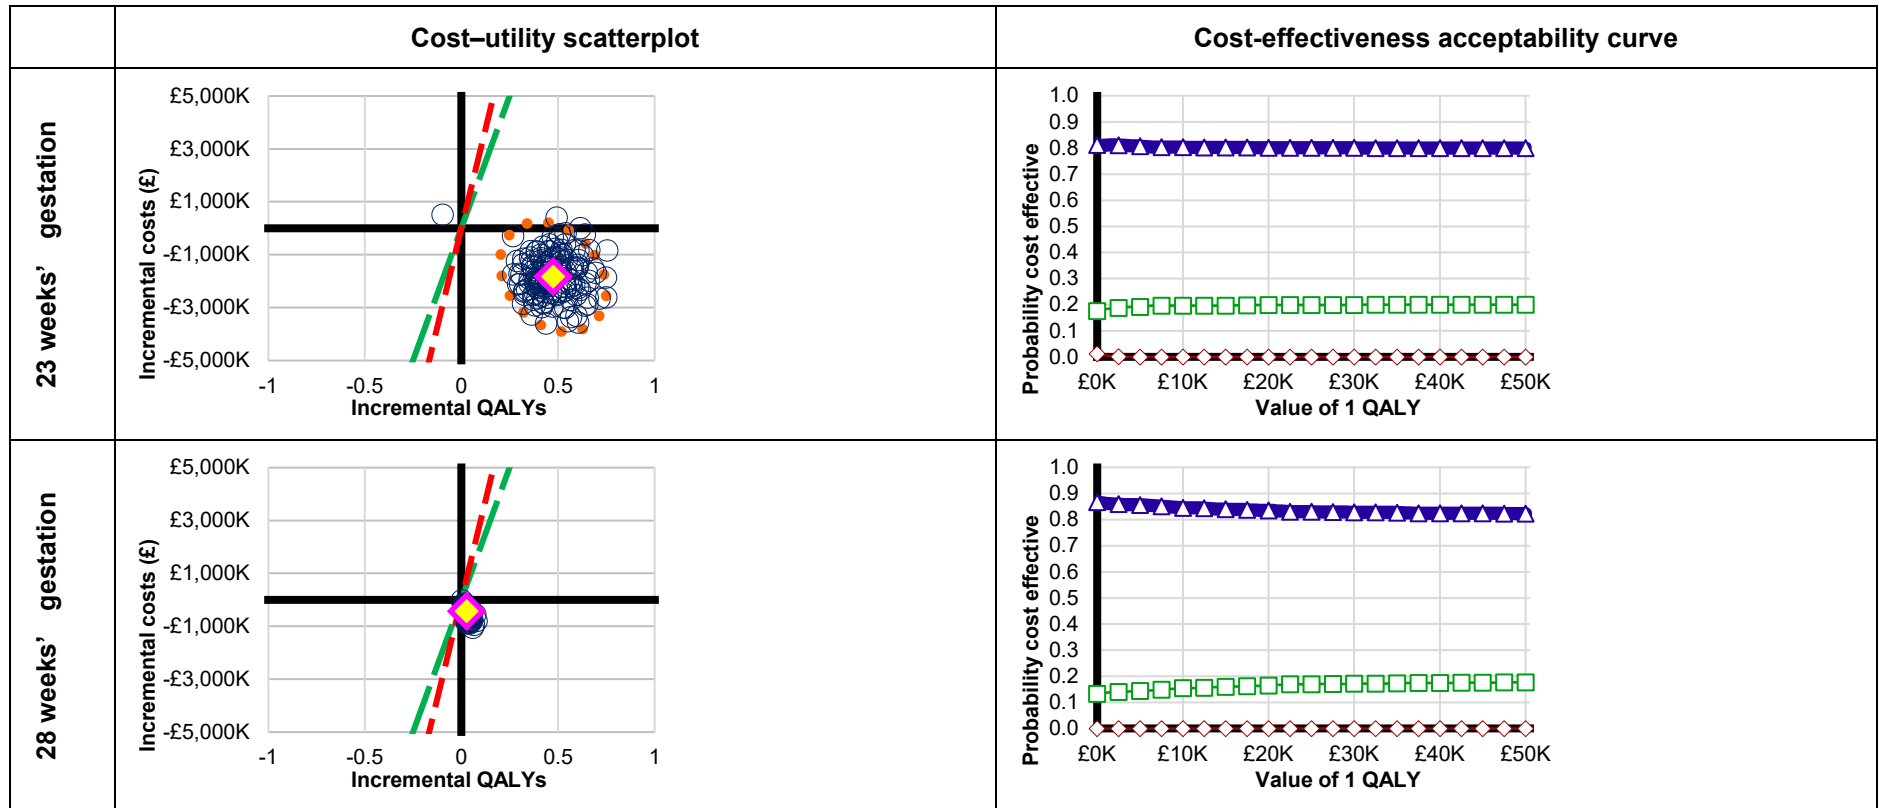 Cost–utility scatterplot
Cost-effectiveness acceptability curve
23 weeks' gestation
Incremental costs (£)
£5,000K
£3,000K
£1,000K
-£1,000K
-£3,000K
-£5,000K
-1 -0.5 0 0.5 1
Incremental QALYs
Probability cost effective
1.0
0.9
0.8
0.7
0.6
0.5
0.4
0.3
0.2
0.1
0.0
£0K £10K £20K £30K £40K £50K
Value of 1 QALY
28 weeks' gestation
Incremental costs (£)
£5,000K
£3,000K
£1,000K
-£1,000K
-£3,000K
-£5,000K
-1 -0.5 0 0.5 1
Incremental QALYs
Probability cost effective
1.0
0.9
0.8
0.7
0.6
0.5
0.4
0.3
0.2
0.1
0.0
£0K £10K £20K £30K £40K £50K
Value of 1 QALY